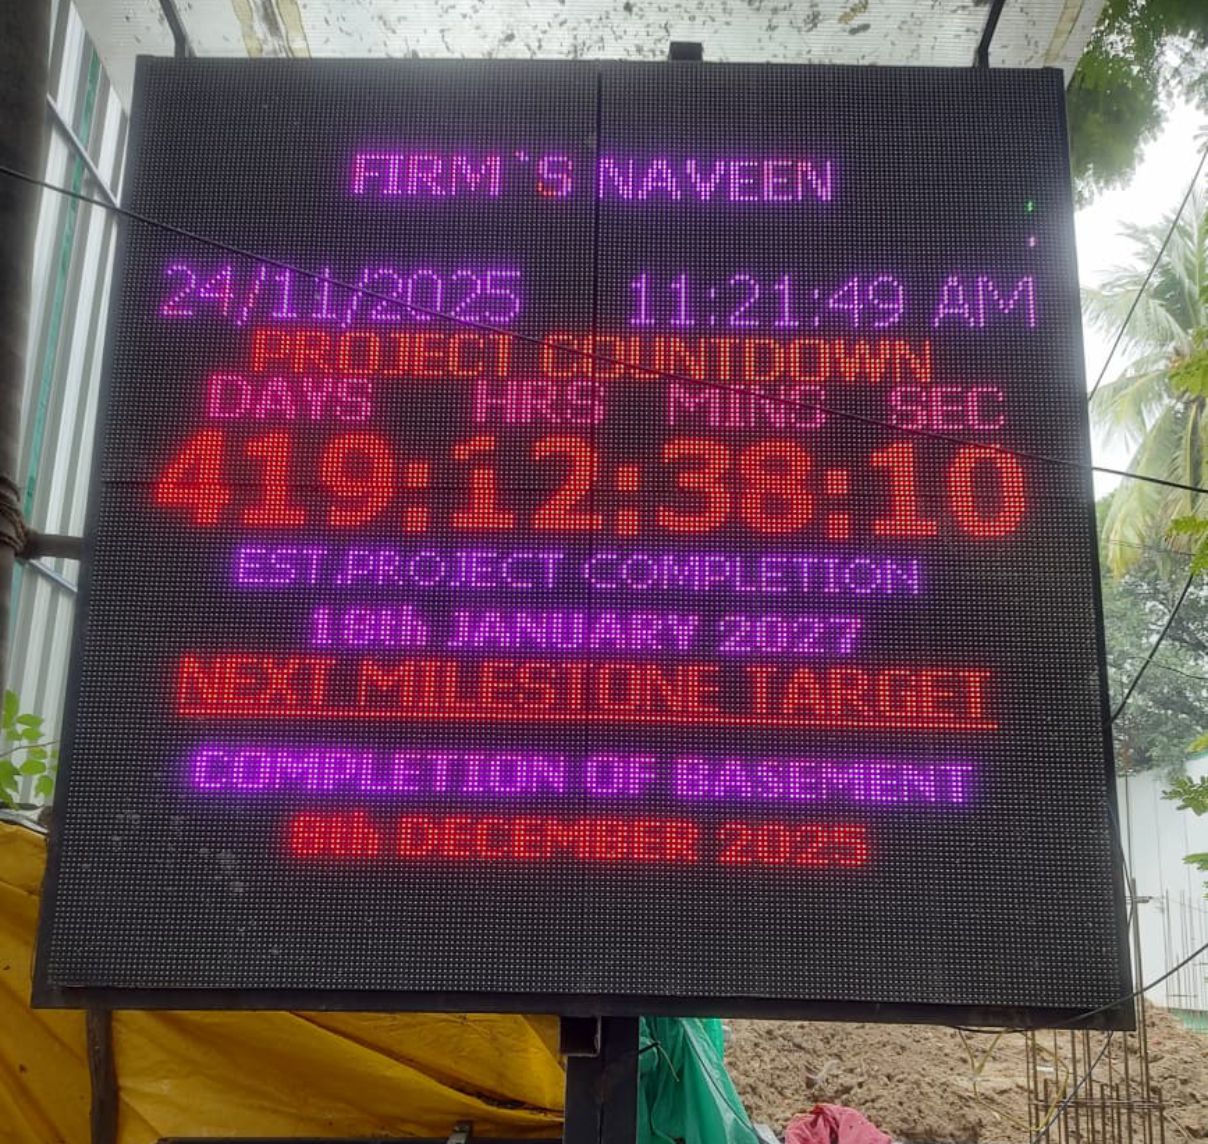 FIRM`S NAVEEN
24/11/2025 11:21:49 AM
PROJECT COUNTDOWN
DAYS HRS MINS SEC
419:12:38:10
EST.PROJECT COMPLETION
18th JANUARY 2027
NEXT MILESTONE TARGET
COMPLETION OF BASEMENT
8th DECEMBER 2025